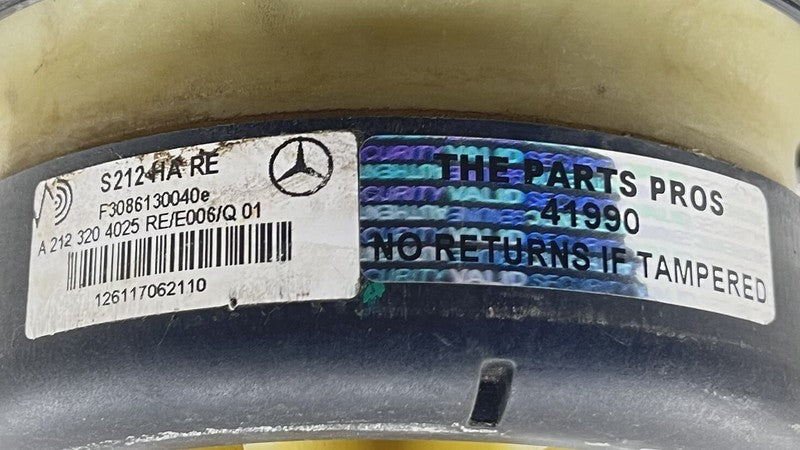 S212 HA RE
F3086130040e
A 212 320 4025 RE/E006/Q 01
126117062110
THE PARTS PROS
41990
NO RETURNS IF TAMPERED